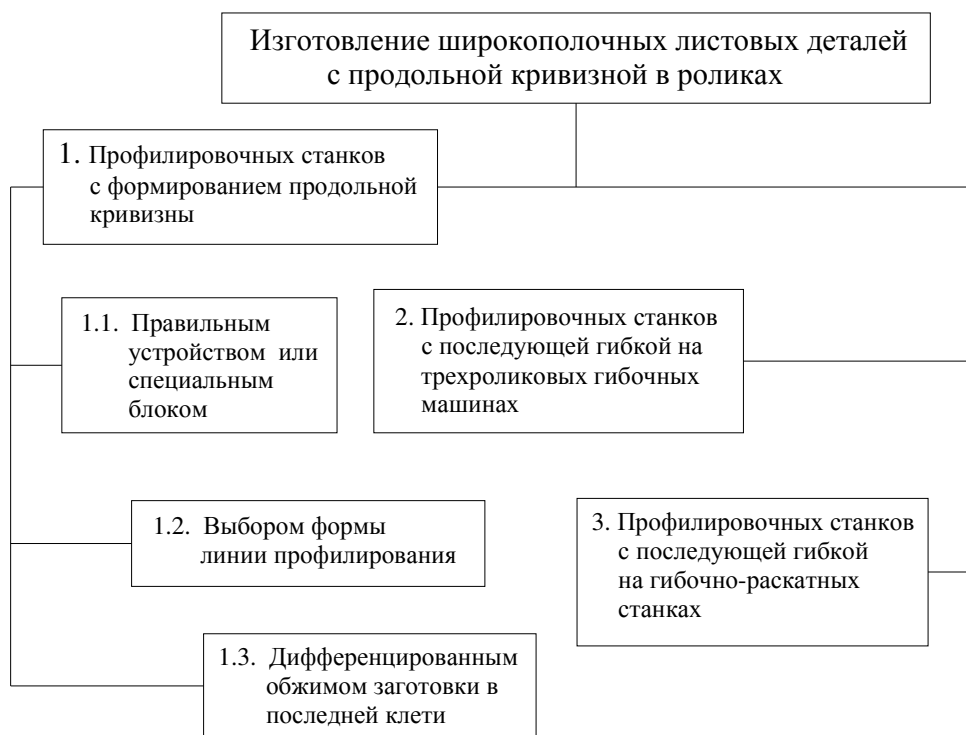 Изготовление широкополочных листовых деталей
с продольной кривизной в роликах
1. Профилировочных станков
с формированием продольной
кривизны
1.1. Правильным
устройством или
специальным
блоком
2. Профилировочных станков
с последующей гибкой на
трехроликовых гибочных
машинах
1.2. Выбором формы
линии профилирования
3. Профилировочных станков
с последующей гибкой
на гибочно-раскатных
станках
1.3. Дифференцированным
обжимом заготовки в
последней клети